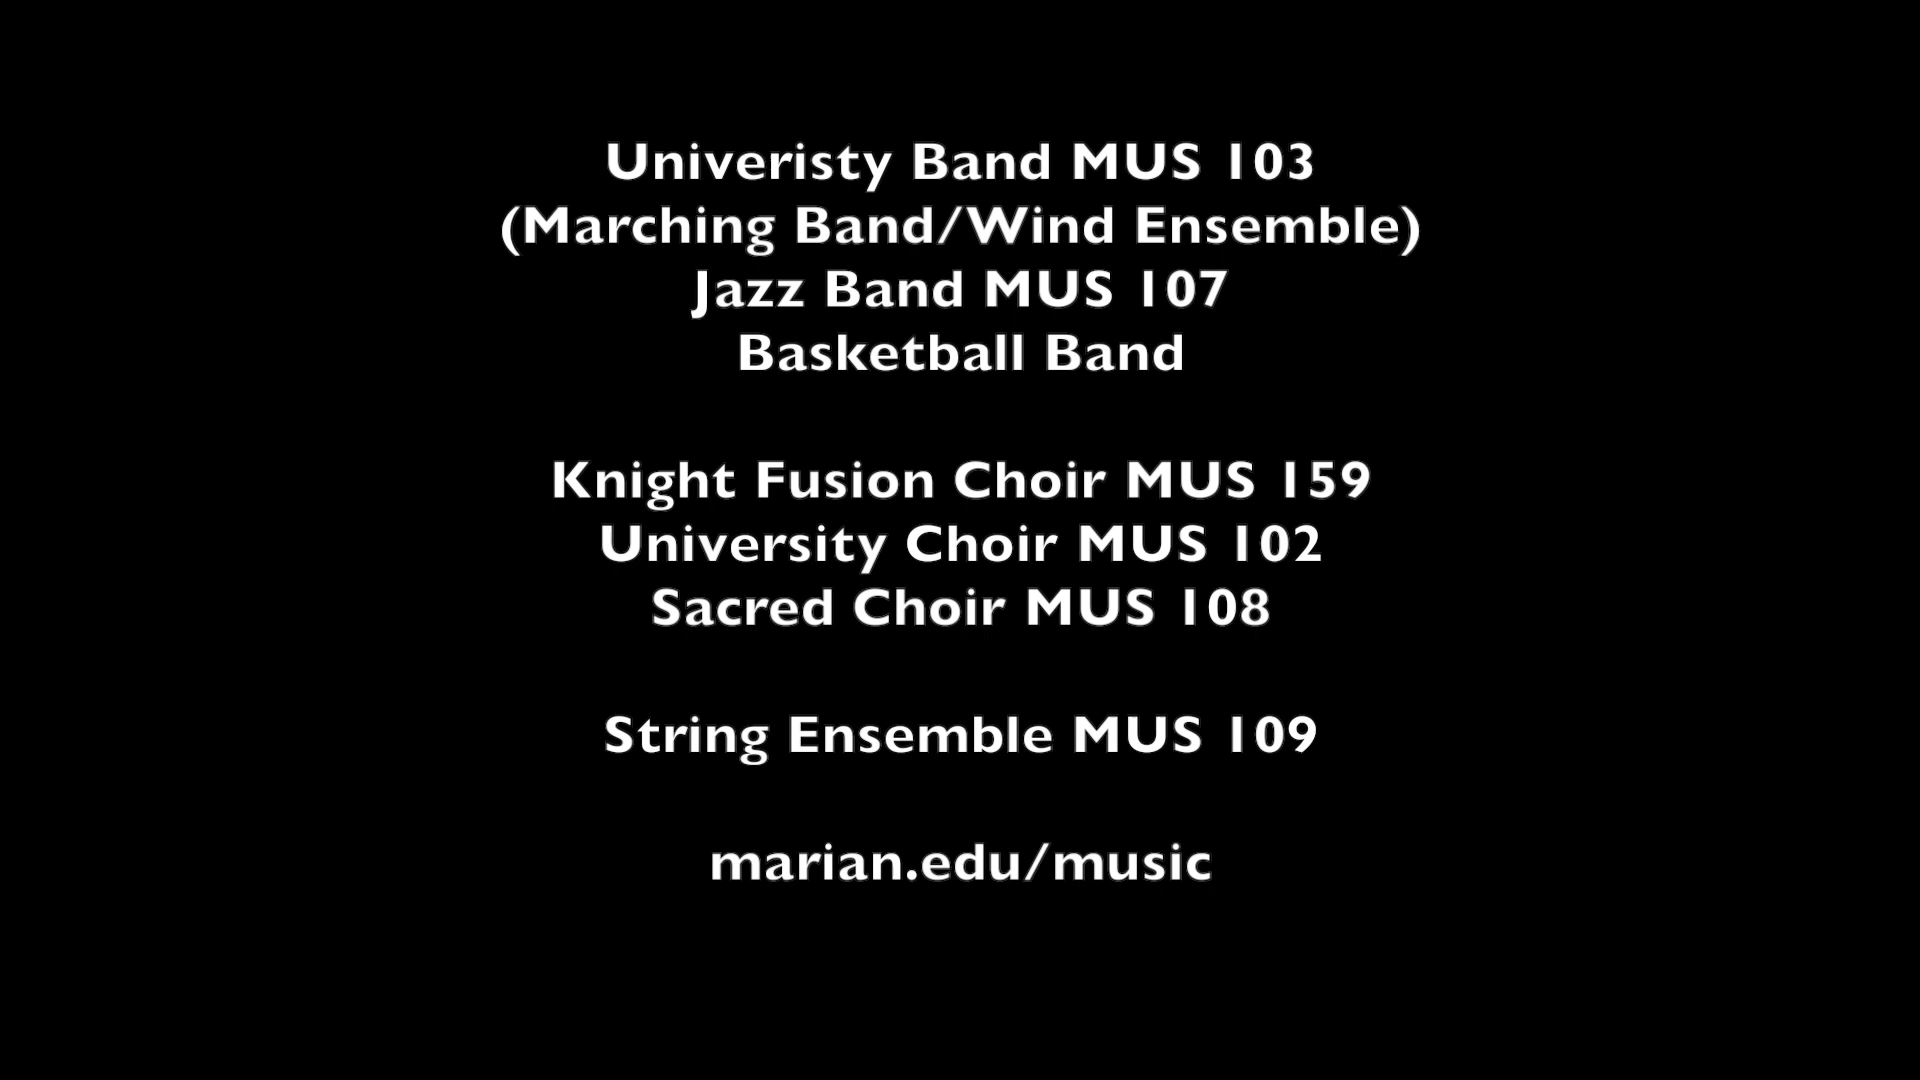 Univeristy Band MUS 103
(Marching Band/Wind Ensemble)
Jazz Band MUS 107
Basketball Band
Knight Fusion Choir MUS 159
University Choir MUS 102
Sacred Choir MUS 108
String Ensemble MUS 109
marian.edu/music